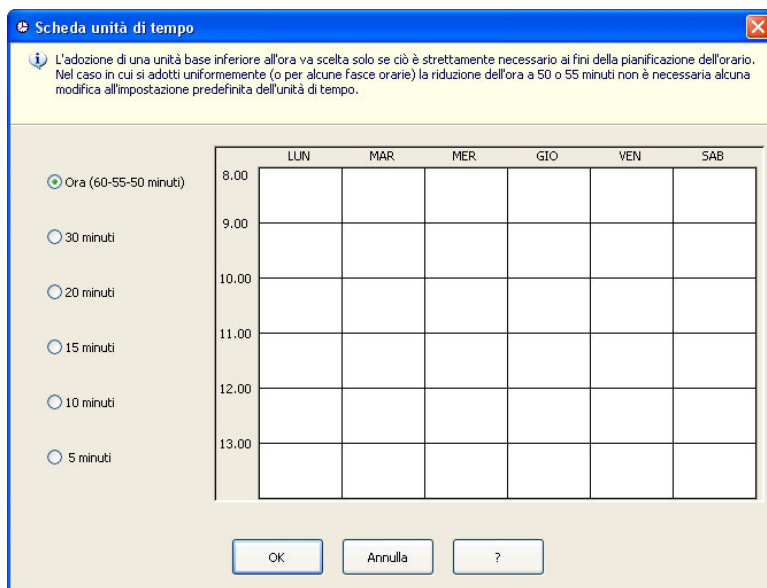 Scheda unità di tempo
L'adozione di una unità base inferiore all'ora va scelta solo se ciò è strettamente necessario ai fini della pianificazione dell'orario.
Nel caso in cui si adotti uniformemente (o per alcune fasce orarie) la riduzione dell'ora a 50 o 55 minuti non è necessaria alcuna
modifica all'impostazione predefinita dell'unità di tempo.
LUN MAR MER GIO VEN SAB
Ora (60-55-50 minuti)
30 minuti
20 minuti
15 minuti
10 minuti
5 minuti
8.00
9.00
10.00
11.00
12.00
13.00
OK Annulla ?